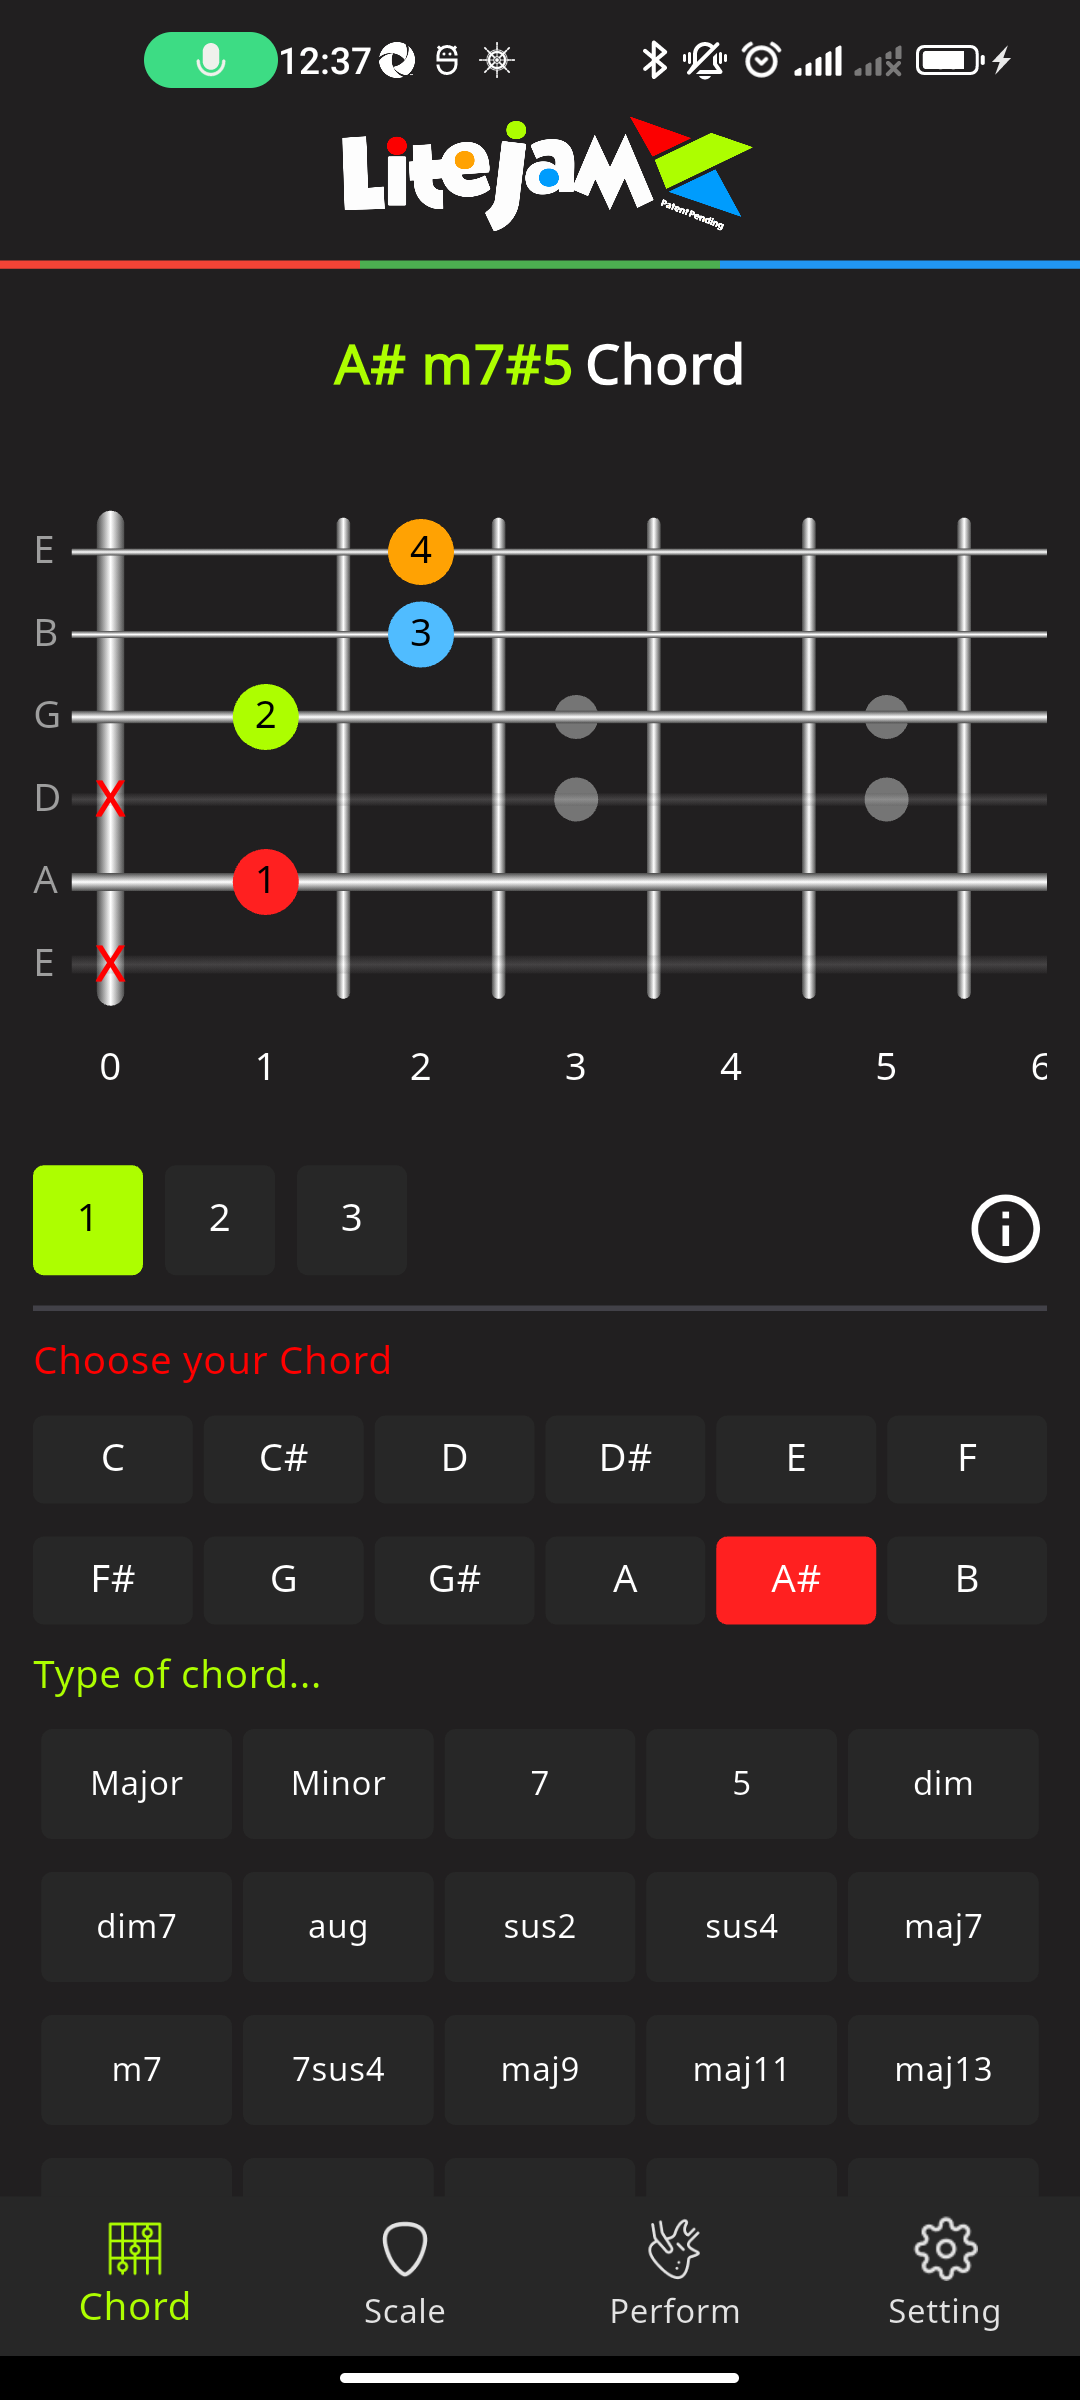 12:37
Litejam
Patent Pending
A# m7#5 Chord
E
4
B
3
G
2
D
X
A
1
E
X
0 1 2 3 4 5 6
1 2 3
Choose your Chord
C C# D D# E F
F# G G# A A# B
Type of chord...
Major Minor 7 5 dim
dim7 aug sus2 sus4 maj7
m7 7sus4 maj9 maj11 maj13
Chord Scale Perform Setting